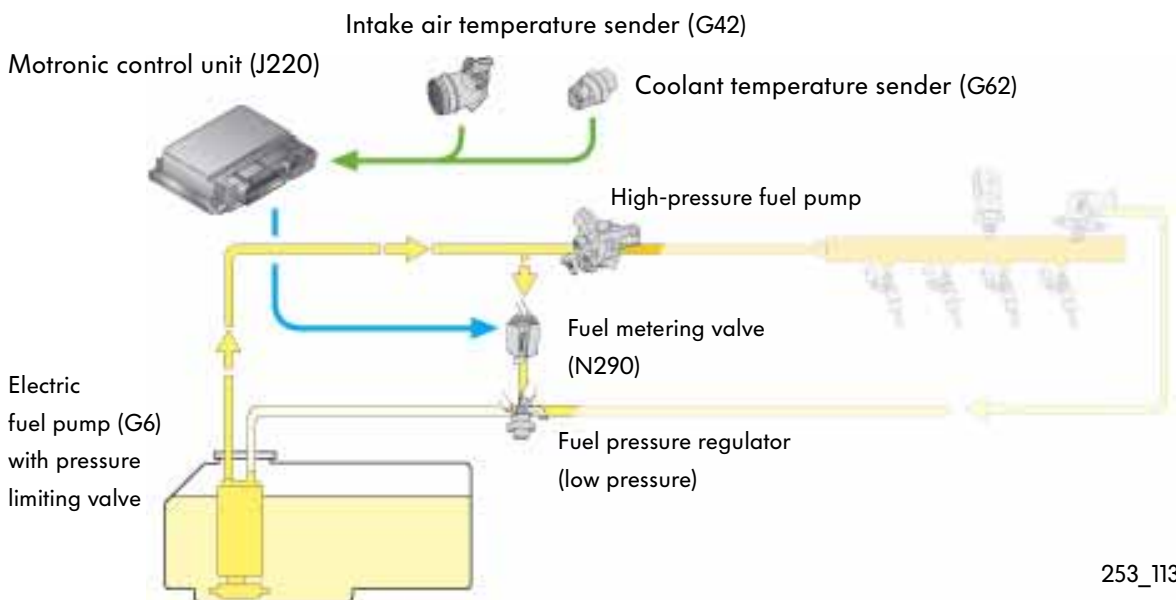 Intake air temperature sender (G42)
Motronic control unit (J220)
Coolant temperature sender (G62)
High-pressure fuel pump
Fuel metering valve
(N290)
Electric
fuel pump (G6)
with pressure
limiting valve
Fuel pressure regulator
(low pressure)
253_113